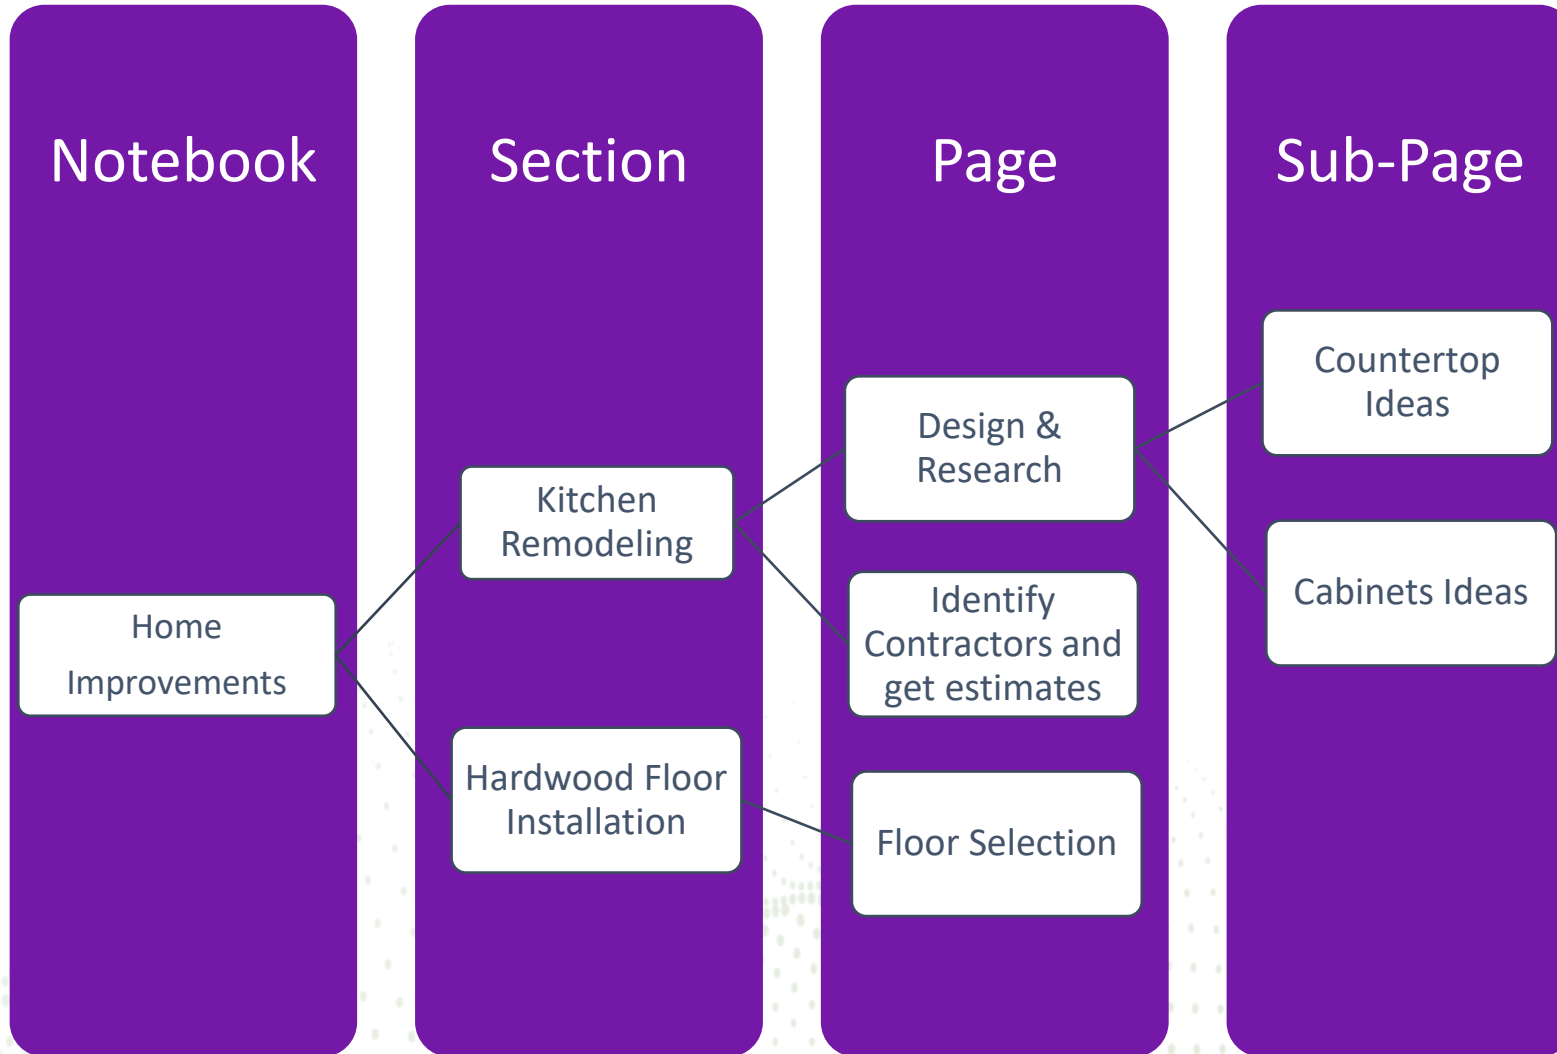 Notebook
Section
Page
Sub-Page
Home
Improvements
Kitchen
Remodeling
Hardwood Floor
Installation
Design &
Research
Identify
Contractors and
get estimates
Floor Selection
Countertop
Ideas
Cabinets Ideas